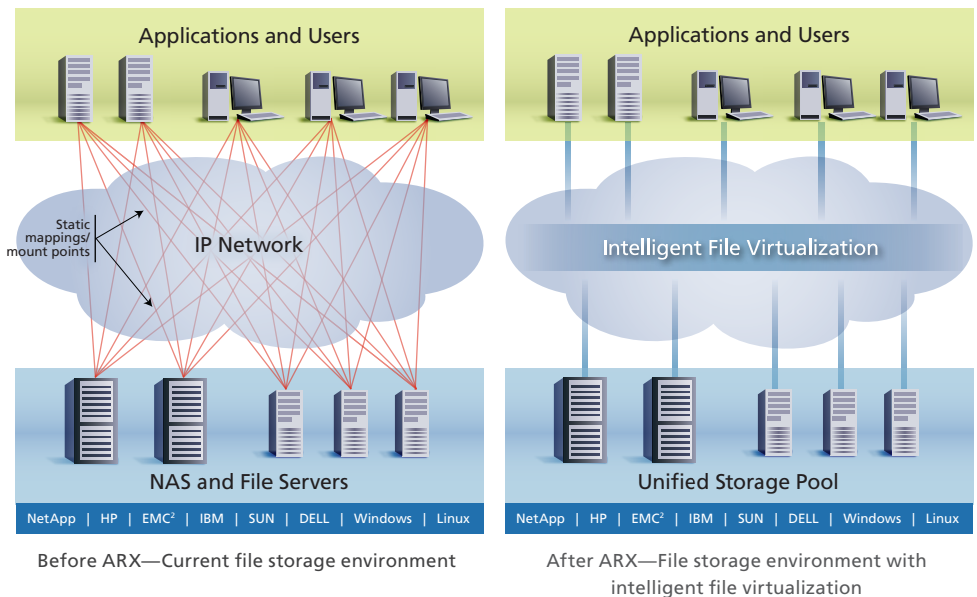 Applications and Users
Static
mappings/
mount points
IP Network
NAS and File Servers
NetApp | HP | EMC² | IBM | SUN | DELL | Windows | Linux
Before ARX—Current file storage environment
Applications and Users
Intelligent File Virtualization
Unified Storage Pool
NetApp | HP | EMC² | IBM | SUN | DELL | Windows | Linux
After ARX—File storage environment with
intelligent file virtualization